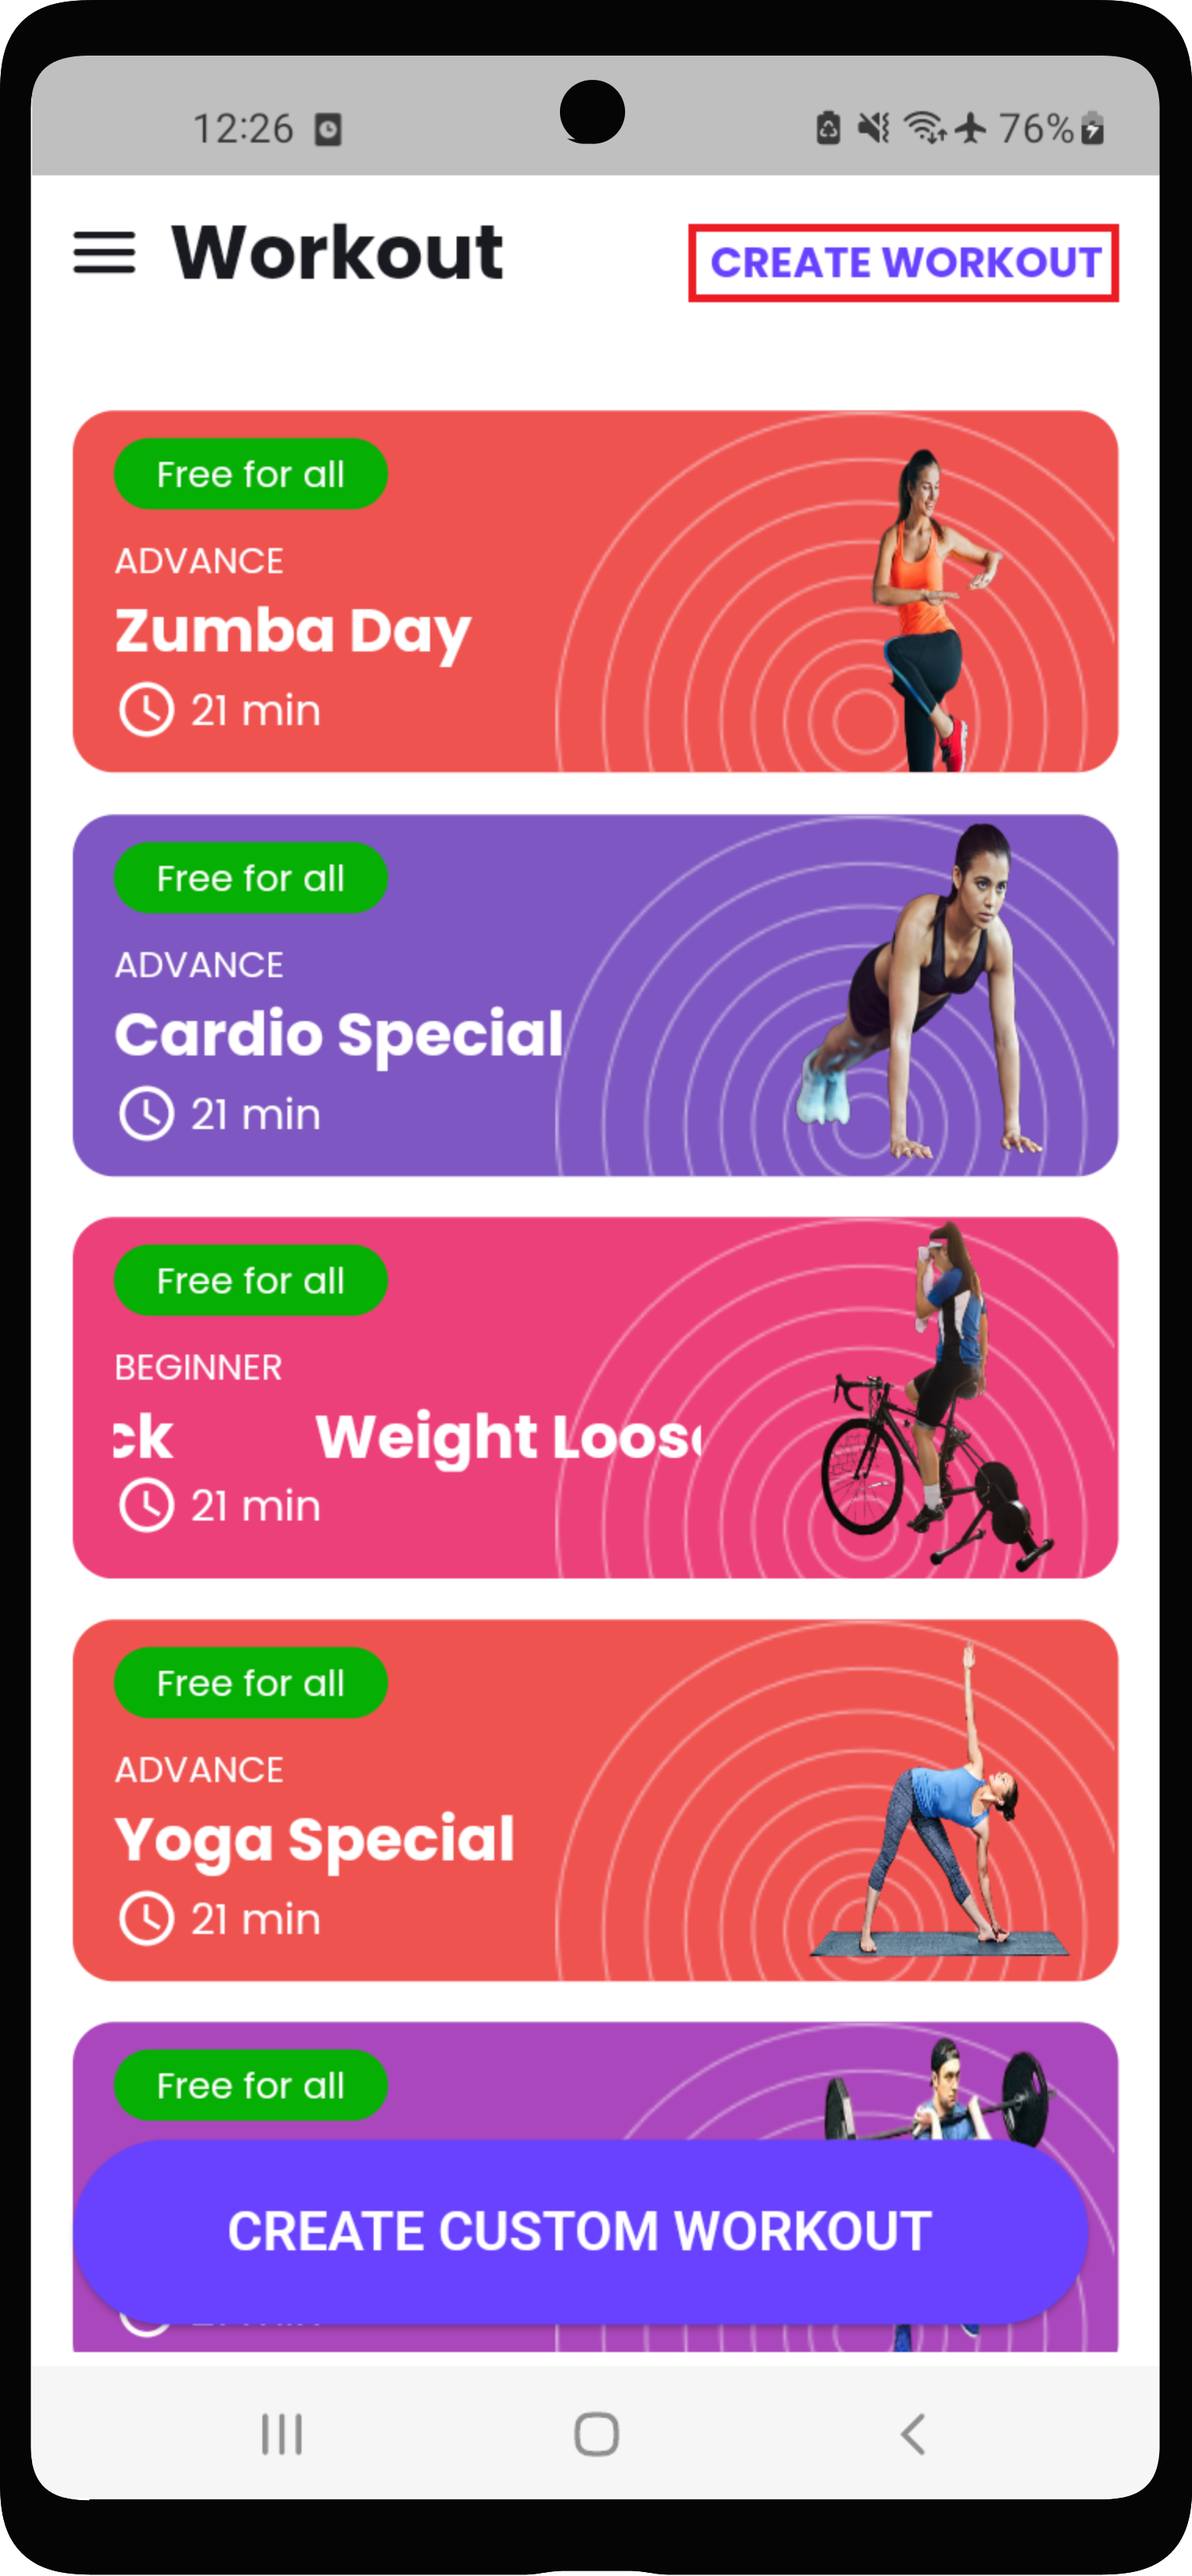 12:26 76%
Workout
CREATE WORKOUT
Free for all
ADVANCE
Zumba Day
21 min
Free for all
ADVANCE
Cardio Special
21 min
Free for all
BEGINNER
ck Weight Loos
21 min
Free for all
ADVANCE
Yoga Special
21 min
Free for all
CREATE CUSTOM WORKOUT